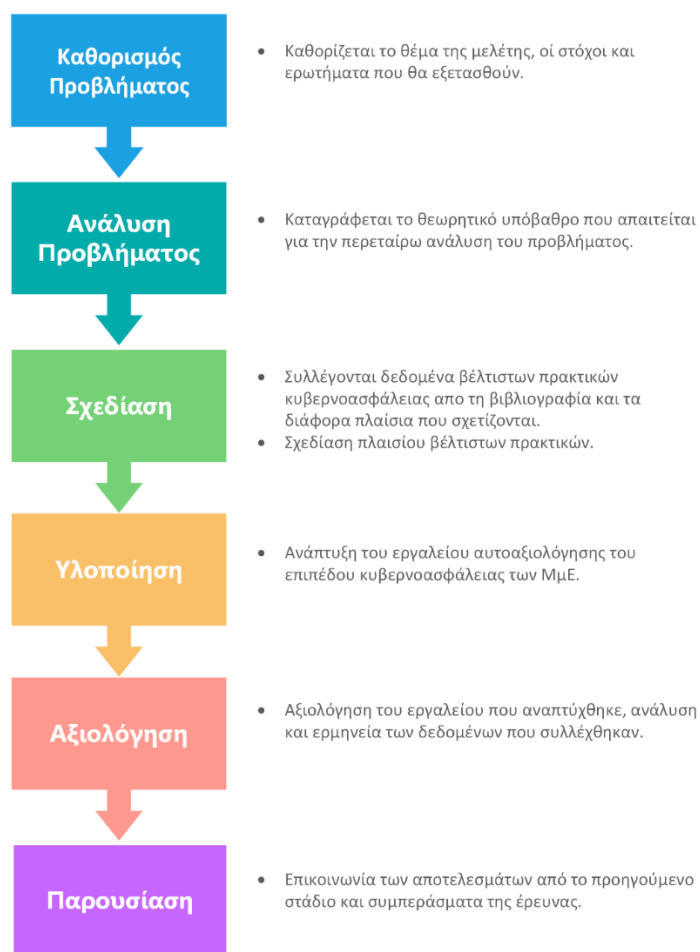 Καθορισμός
Προβλήματος
• Καθορίζεται το θέμα της μελέτης, οί στόχοι και
ερωτήματα που θα εξετασθούν.
Ανάλυση
Προβλήματος
• Καταγράφεται το θεωρητικό υπόβαθρο που απαιτείται
για την περεταίρω ανάλυση του προβλήματος.
Σχεδίαση
• Συλλέγονται δεδομένα βέλτιστων πρακτικών
κυβερνοασφάλειας απο τη βιβλιογραφία και τα
διάφορα πλαίσια που σχετίζονται.
• Σχεδίαση πλαισίου βέλτιστων πρακτικών.
Υλοποίηση
• Ανάπτυξη του εργαλείου αυτοαξιολόγησης του
επιπέδου κυβερνοασφάλειας των ΜμΕ.
Αξιολόγηση
• Αξιολόγηση του εργαλείου που αναπτύχθηκε, ανάλυση
και ερμηνεία των δεδομένων που συλλέχθηκαν.
Παρουσίαση
• Επικοινωνία των αποτελεσμάτων από το προηγούμενο
στάδιο και συμπεράσματα της έρευνας.